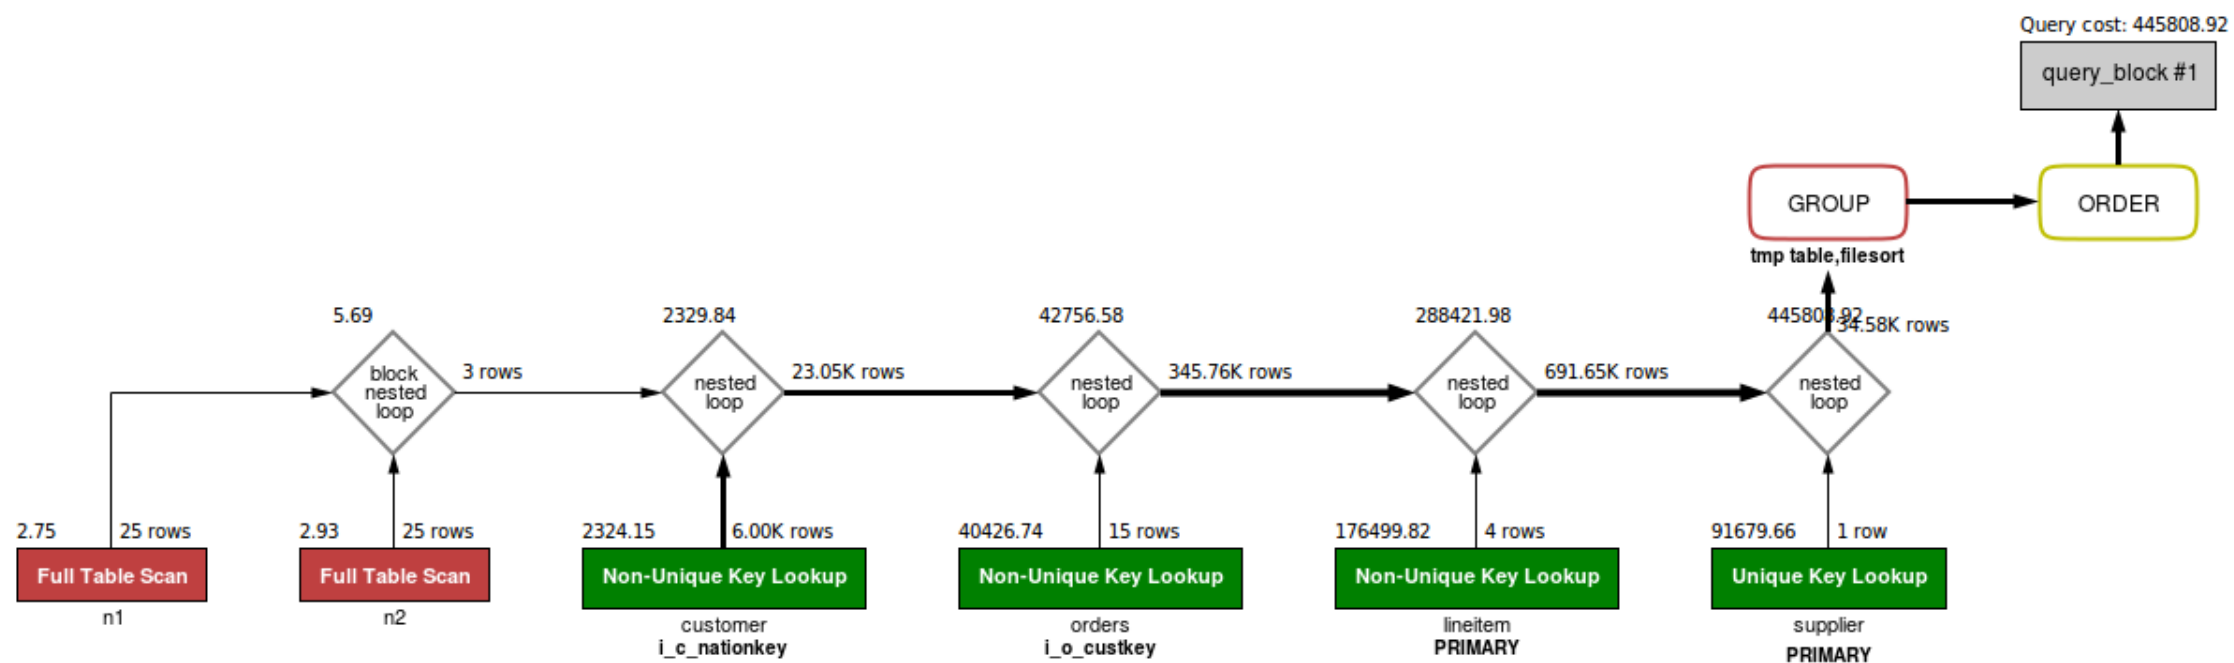 Query cost: 445808.92
query_block #1
GROUP
ORDER
tmp table,filesort
5.69
2329.84
42756.58
288421.98
445808.92
34.58K rows
block
nested
loop
3 rows
nested
loop
23.05K rows
nested
loop
345.76K rows
nested
loop
691.65K rows
nested
loop
2.75
25 rows
2.93
25 rows
2324.15
6.00K rows
40426.74
15 rows
176499.82
4 rows
91679.66
1 row
Full Table Scan
Full Table Scan
Non-Unique Key Lookup
Non-Unique Key Lookup
Non-Unique Key Lookup
Unique Key Lookup
n1
n2
customer
i_c_nationkey
orders
i_o_custkey
lineitem
PRIMARY
supplier
PRIMARY